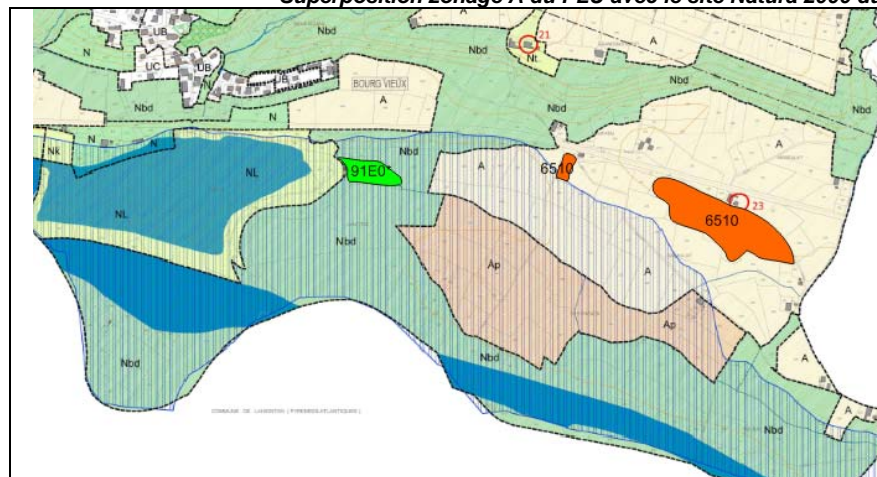 Superposition zonage A du PLU avec le site Natura 2000 du
UB
N
UC
UB
N
UB
N
BOURG VIEUX
A
Nbd
21
Nt
A
Nbd
Nbd
Nbd
A
N
N
Nk
NL
NL
91E0*
Nbd
A
6510
A
23
6510
Nbd
Ap
A
Ap
Nbd
Nbd
A
A
Nbd